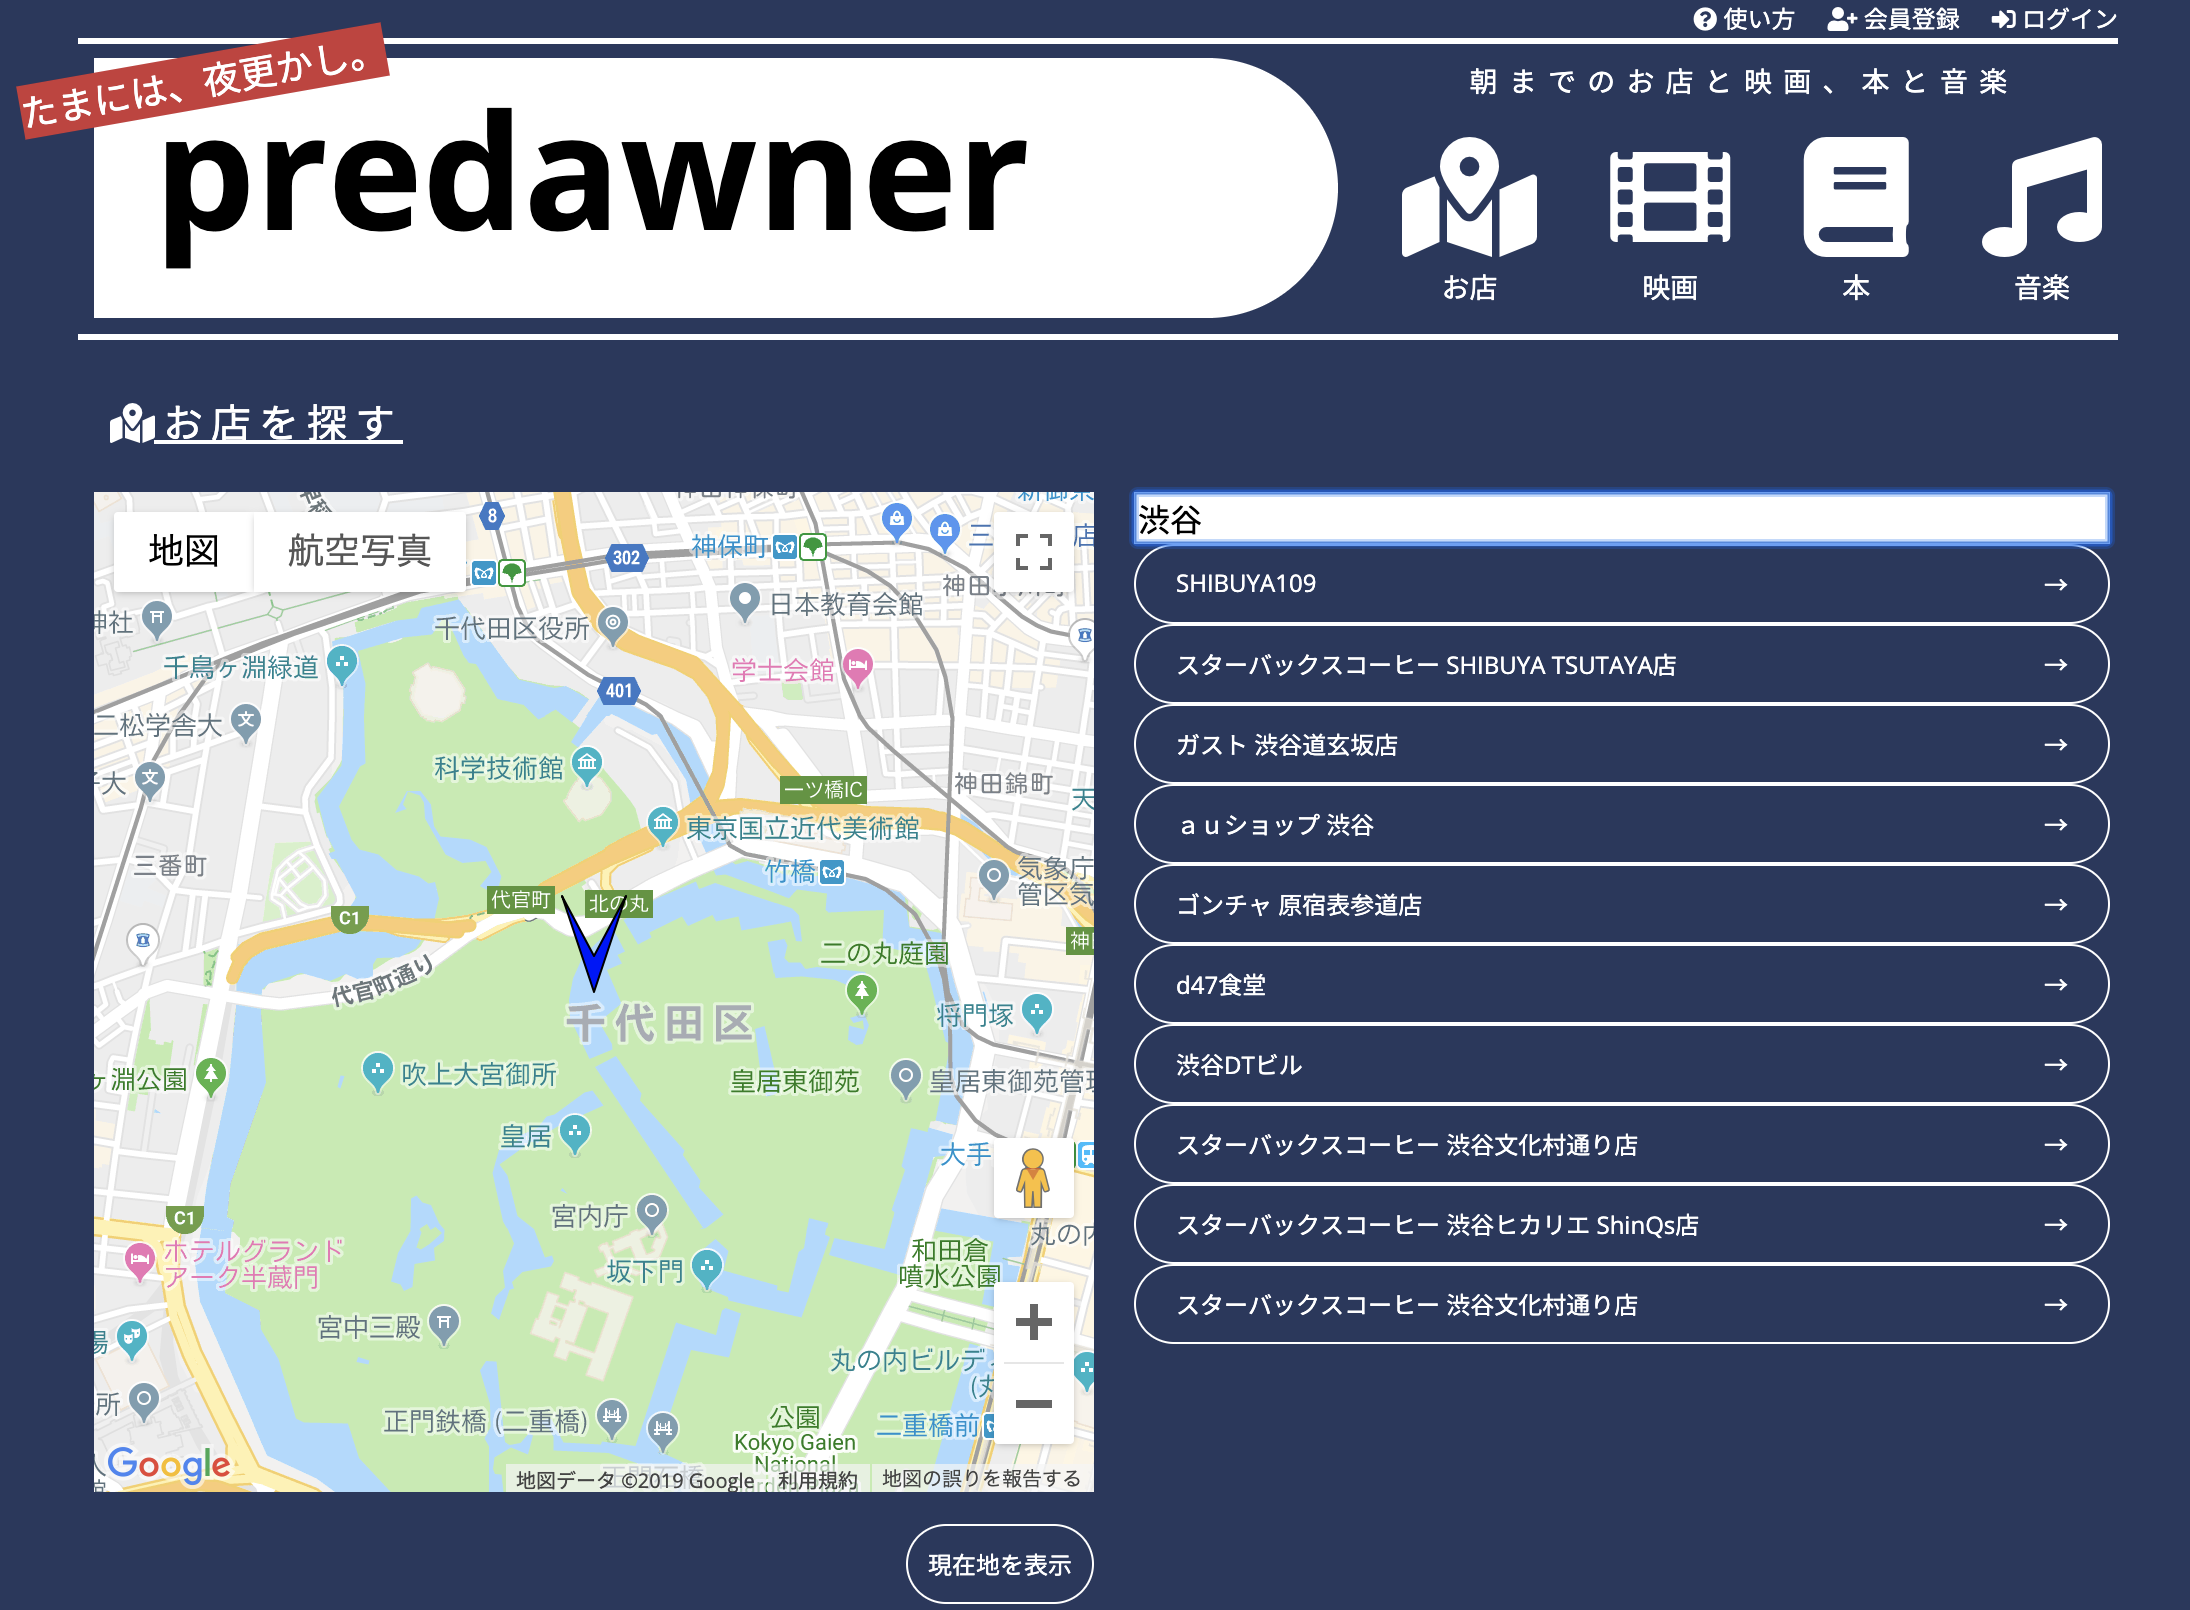 使い方 会員登録 ログイン
たまには、夜更かし。
predawner
朝までのお店と映画、本と音楽
お店 映画 本 音楽
お店を探す
地図 航空写真
渋谷
SHIBUYA109 →
スターバックスコーヒー SHIBUYA TSUTAYA店 →
ガスト 渋谷道玄坂店 →
ａｕショップ 渋谷 →
ゴンチャ 原宿表参道店 →
d47食堂 →
渋谷DTビル →
スターバックスコーヒー 渋谷文化村通り店 →
スターバックスコーヒー 渋谷ヒカリエ ShinQs店 →
スターバックスコーヒー 渋谷文化村通り店 →
8
302
神保町
日本教育会館
千代田区役所
千鳥ヶ淵緑道
学士会館
401
二松学舎大
文
科学技術館
文
神田錦町
一ツ橋IC
東京国立近代美術館
三番町
竹橋
気象庁
管区気
代官町
北の丸
C1
二の丸庭園
代官町通り
千代田区
将門塚
ヶ淵公園
吹上大宮御所
皇居東御苑
皇居東御苑管理
皇居
大手
宮内庁
C1
ホテルグランド
アーク半蔵門
坂下門
和田倉
噴水公園
丸の内
宮中三殿
丸の内ビルデ
正門鉄橋 (二重橋)
二重橋前
公園
Kokyo Gaien
National
Google
地図データ ©2019 Google 利用規約 地図の誤りを報告する
現在地を表示